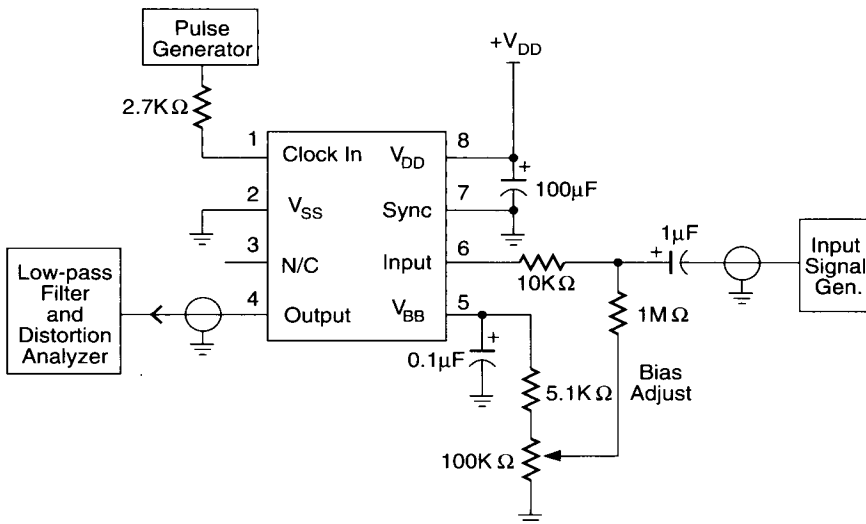 Pulse
Generator
2.7KΩ
+V_DD
1
Clock In
V_DD
8
+
100µF
2
V_SS
Sync
7
3
N/C
Input
6
10KΩ
+
1µF
Input
Signal
Gen.
Low-pass
Filter
and
Distortion
Analyzer
4
Output
V_BB
5
0.1µF
+
5.1KΩ
1MΩ
Bias
Adjust
100KΩ